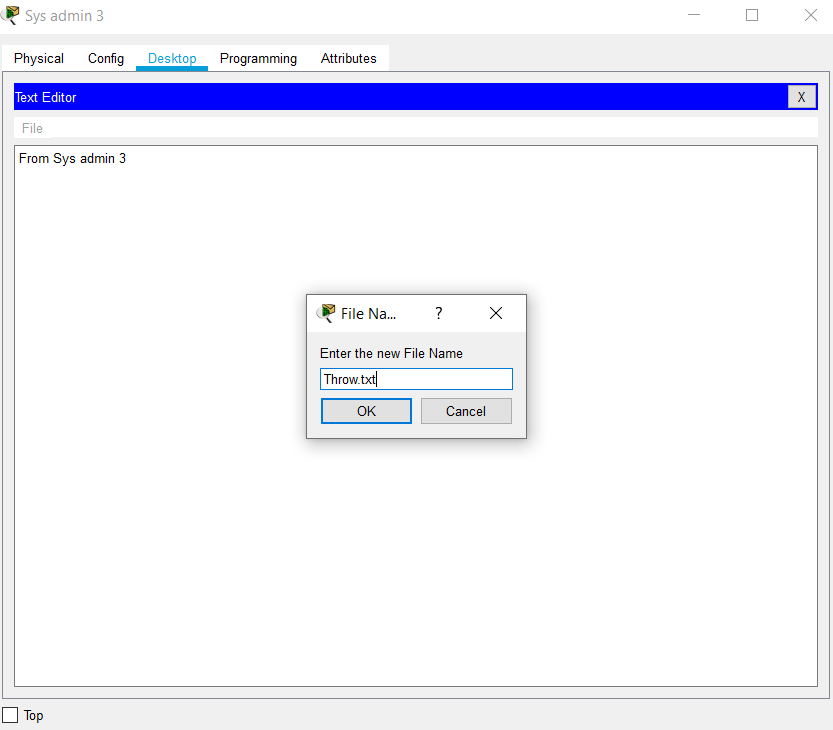 Sys admin 3
Physical Config Desktop Programming Attributes
Text Editor X
File
From Sys admin 3
File Na... ?
Enter the new File Name
Throw.txt
OK Cancel
Top